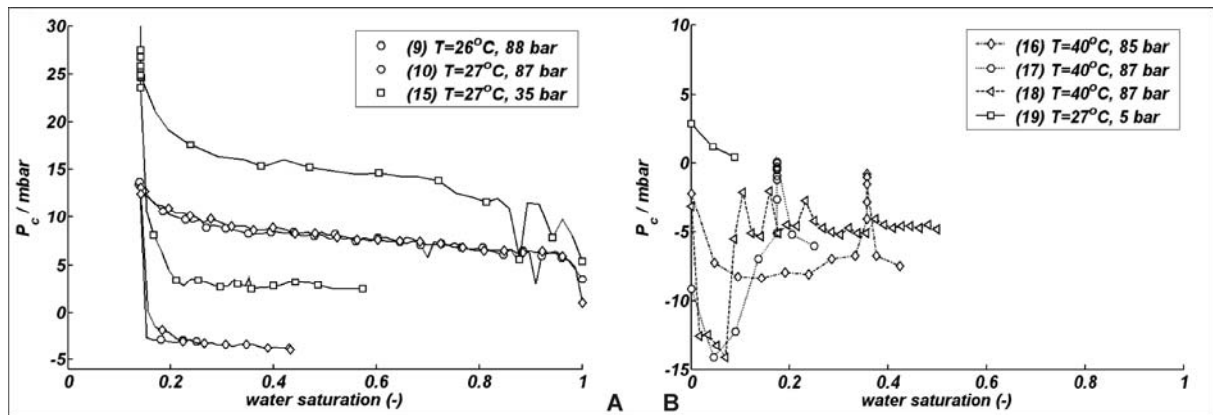 30
25
20
15
10
5
0
-5
P_c / mbar
0 0.2 0.4 0.6 0.8 1
water saturation (-)
(9) T=26°C, 88 bar
(10) T=27°C, 87 bar
(15) T=27°C, 35 bar
A
B
10
5
0
-5
-10
-15
P_c / mbar
0 0.2 0.4 0.6 0.8 1
water saturation (-)
(16) T=40°C, 85 bar
(17) T=40°C, 87 bar
(18) T=40°C, 87 bar
(19) T=27°C, 5 bar